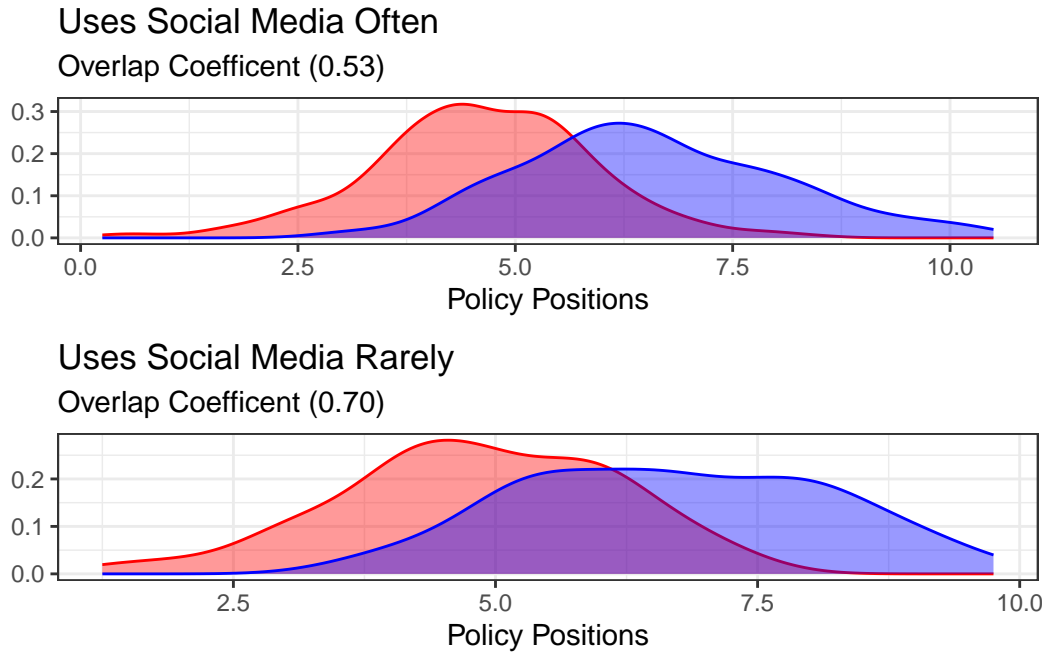 Uses Social Media Often
Overlap Coefficent (0.53)
0.3
0.2
0.1
0.0
0.0 2.5 5.0 7.5 10.0
Policy Positions
Uses Social Media Rarely
Overlap Coefficent (0.70)
0.2
0.1
0.0
2.5 5.0 7.5 10.0
Policy Positions